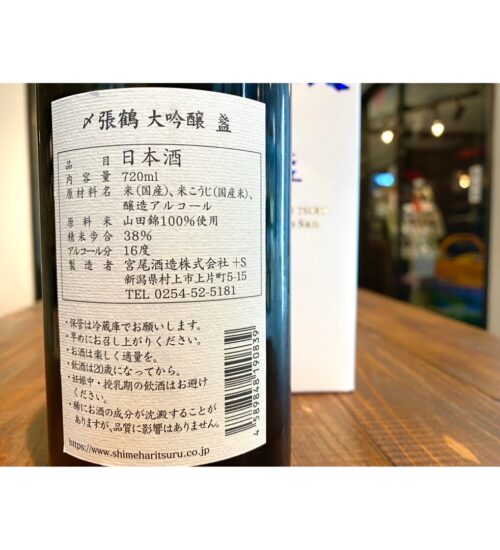 〆張鶴 大吟醸 盞
品目 日本酒
内容量 720ml
原材料名 米(国産)、米こうじ(国産米)、
醸造アルコール
原料米 山田錦100%使用
精米歩合 38%
アルコール分 16度
製造者 宮尾酒造株式会社 +S
新潟県村上市上片町5-15
TEL 0254-52-5181
・保管は冷蔵庫でお願いします。
・早めにお召し上がりください。
・お酒は楽しく適量を。
・飲酒は20歳になってから。
・妊娠中・授乳期の飲酒はお避け
ください。
・稀にお酒の成分が沈澱することが
ありますが、品質に影響はありません。
https://www.shimeharitsuru.co.jp
4589848190839